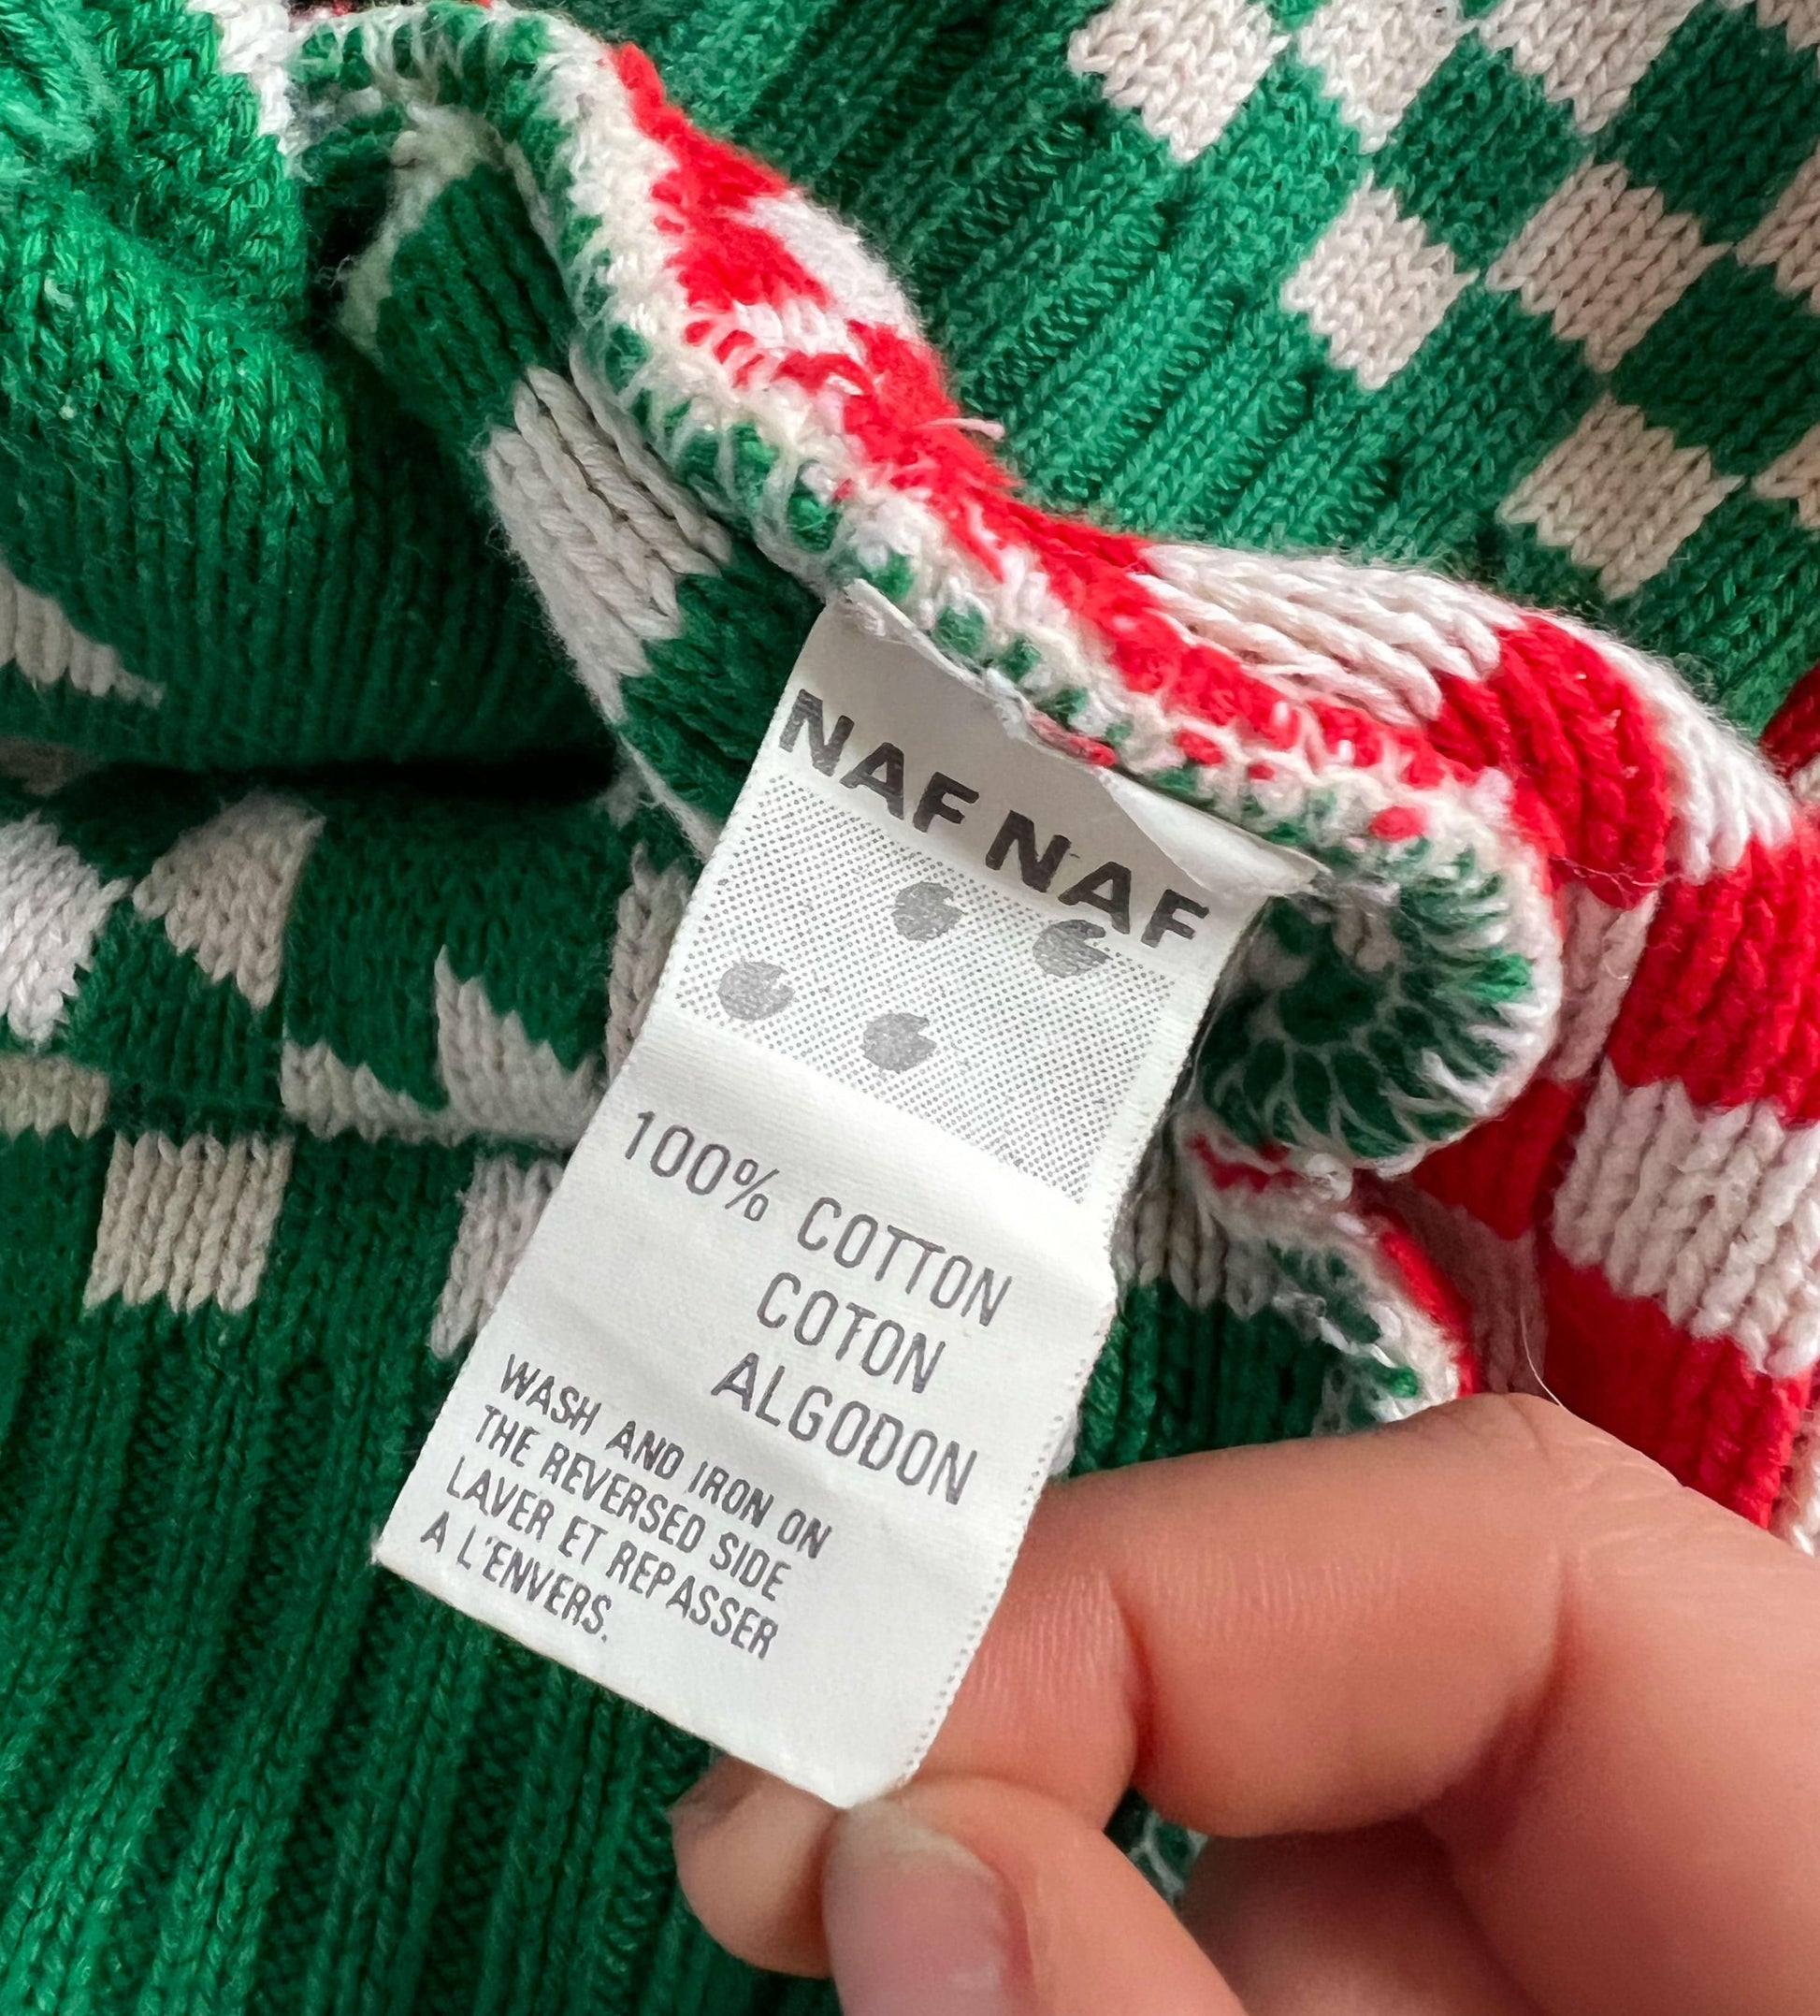 NAF NAF
100% COTTON
COTON
ALGODON
WASH AND IRON ON
THE REVERSED SIDE
LAVER ET REPASSER
A L'ENVERS.